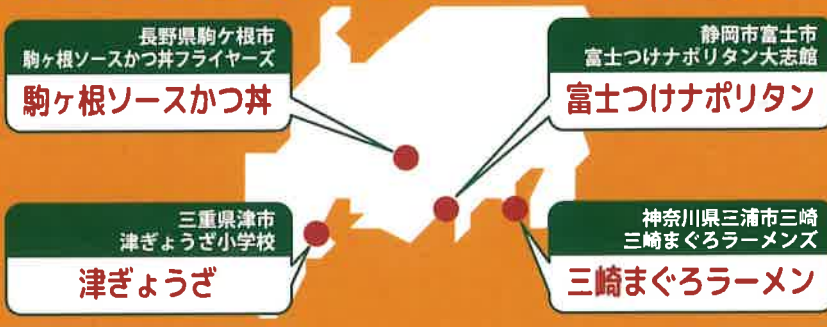 長野県駒ケ根市
駒ヶ根ソースかつ丼フライヤーズ
駒ヶ根ソースかつ丼
静岡市富士市
富士つけナポリタン大志館
富士つけナポリタン
三重県津市
津ぎょうざ小学校
津ぎょうざ
神奈川県三浦市三崎
三崎まぐろラーメンズ
三崎まぐろラーメン